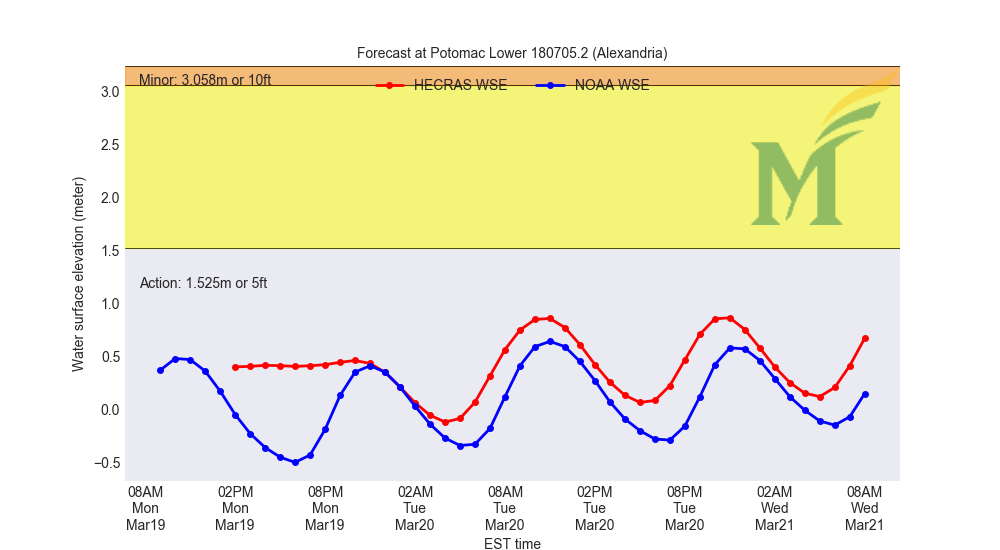 Forecast at Potomac Lower 180705.2 (Alexandria)
Minor: 3.058m or 10ft
HECRAS WSE NOAA WSE
M
3.0
2.5
2.0
1.5
Action: 1.525m or 5ft
1.0
0.5
0.0
−0.5
Water surface elevation (meter)
08AM 02PM 08PM 02AM 08AM 02PM 08PM 02AM 08AM
Mon Mon Mon Tue Tue Tue Tue Wed Wed
Mar19 Mar19 Mar19 Mar20 Mar20 Mar20 Mar20 Mar21 Mar21
EST time